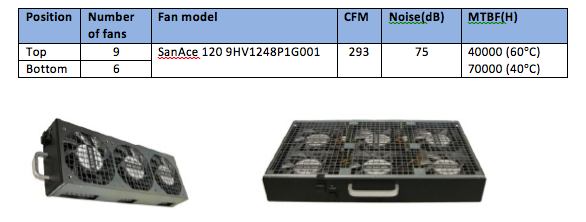 Position Number of fans Fan model CFM Noise(dB) MTBF(H)
Top 9 SanAce 120 9HV1248P1G001 293 75 40000 (60°C)
Bottom 6 70000 (40°C)